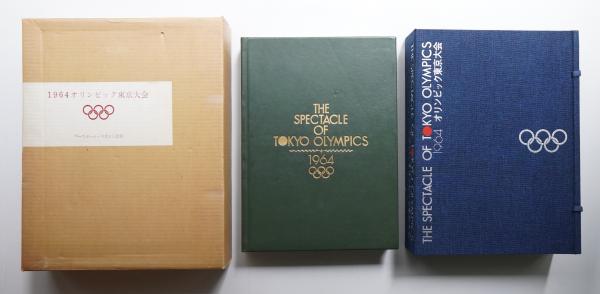 1964オリンピック東京大会
THE
SPECTACLE
OF
TOKYO OLYMPICS
1964
THE SPECTACLE OF TOKYO OLYMPICS
1964 オリンピック東京大会